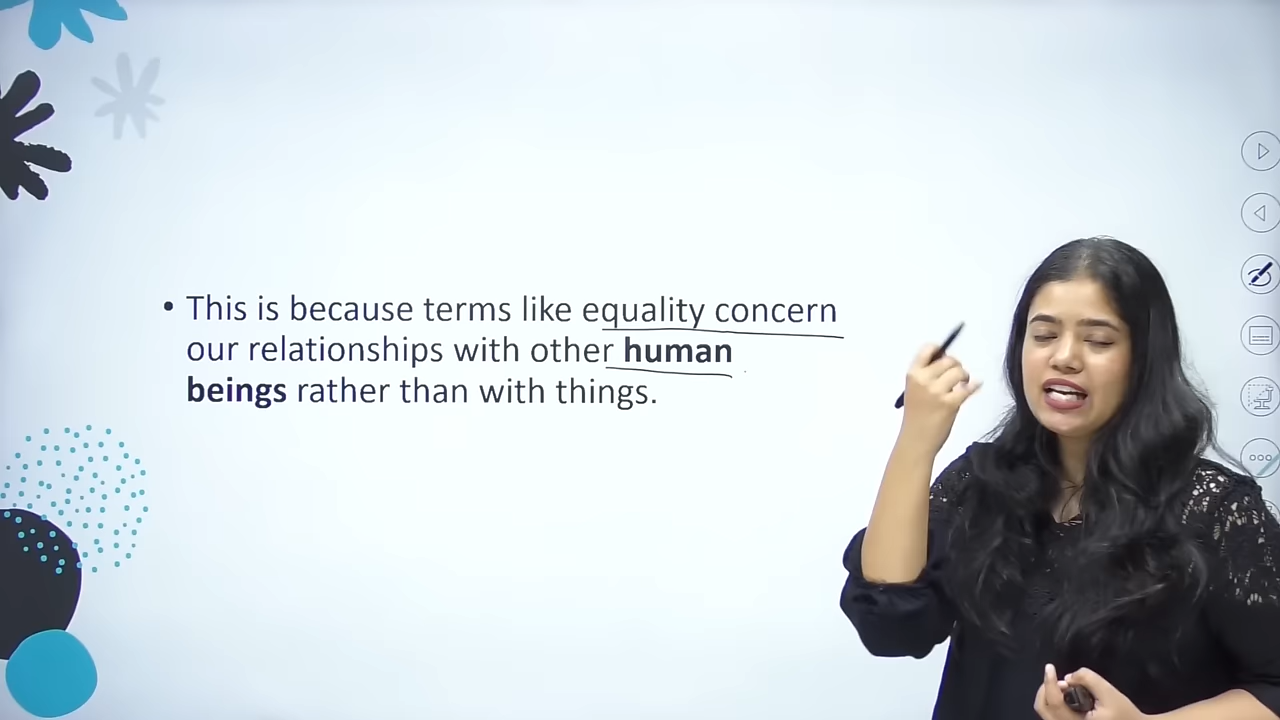 • This is because terms like equality concern
our relationships with other human
beings rather than with things.